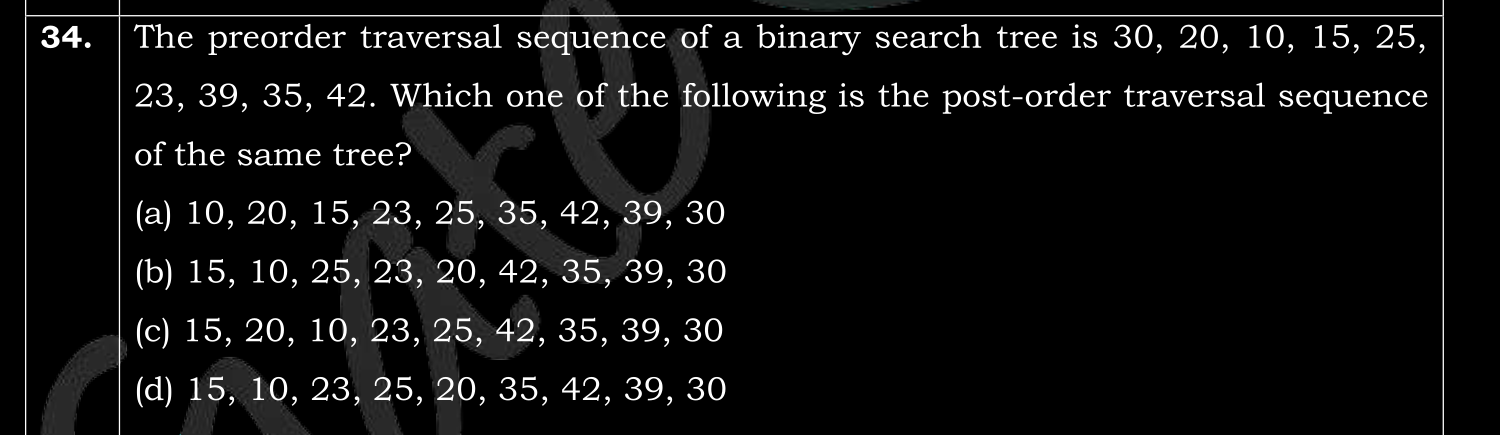 34. The preorder traversal sequence of a binary search tree is 30, 20, 10, 15, 25,
23, 39, 35, 42. Which one of the following is the post-order traversal sequence
of the same tree?
(a) 10, 20, 15, 23, 25, 35, 42, 39, 30
(b) 15, 10, 25, 23, 20, 42, 35, 39, 30
(c) 15, 20, 10, 23, 25, 42, 35, 39, 30
(d) 15, 10, 23, 25, 20, 35, 42, 39, 30